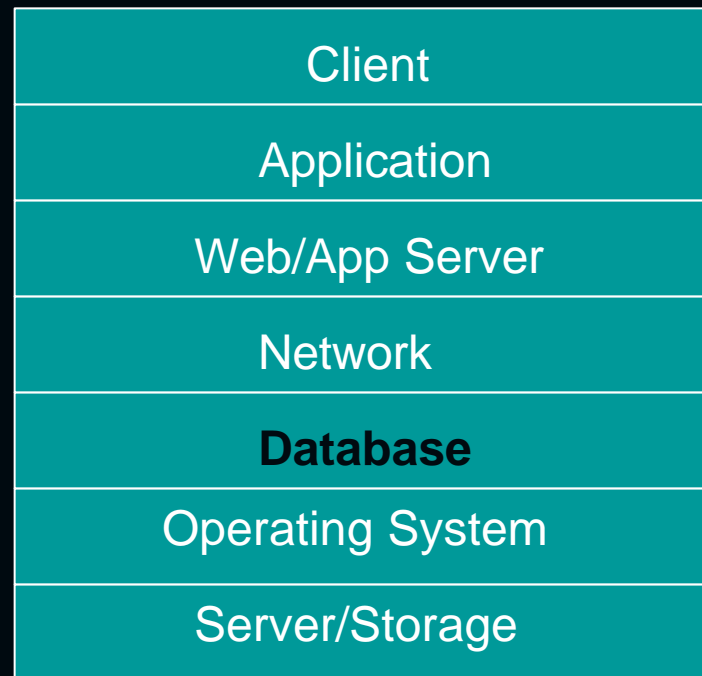 Client
Application
Web/App Server
Network
Database
Operating System
Server/Storage